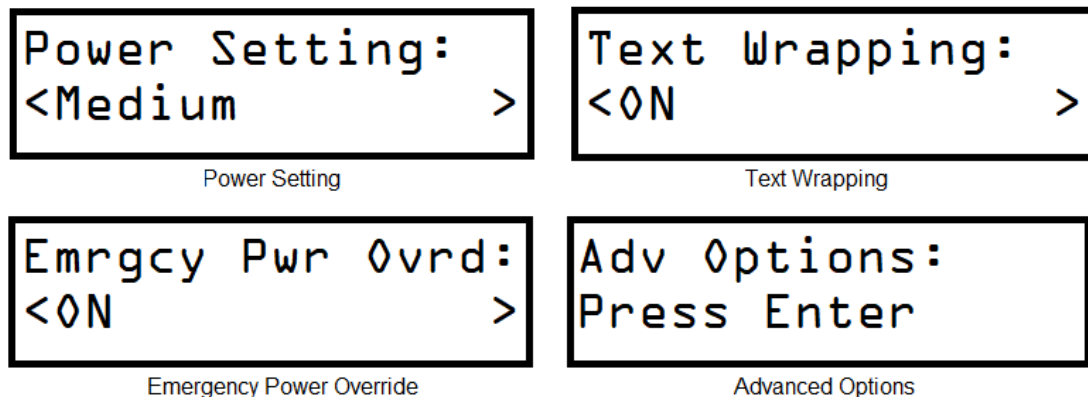 Power Setting:
<Medium >
Power Setting
Text Wrapping:
<ON >
Text Wrapping
Emrgcy Pwr Ovrd:
<ON >
Emergency Power Override
Adv Options:
Press Enter
Advanced Options